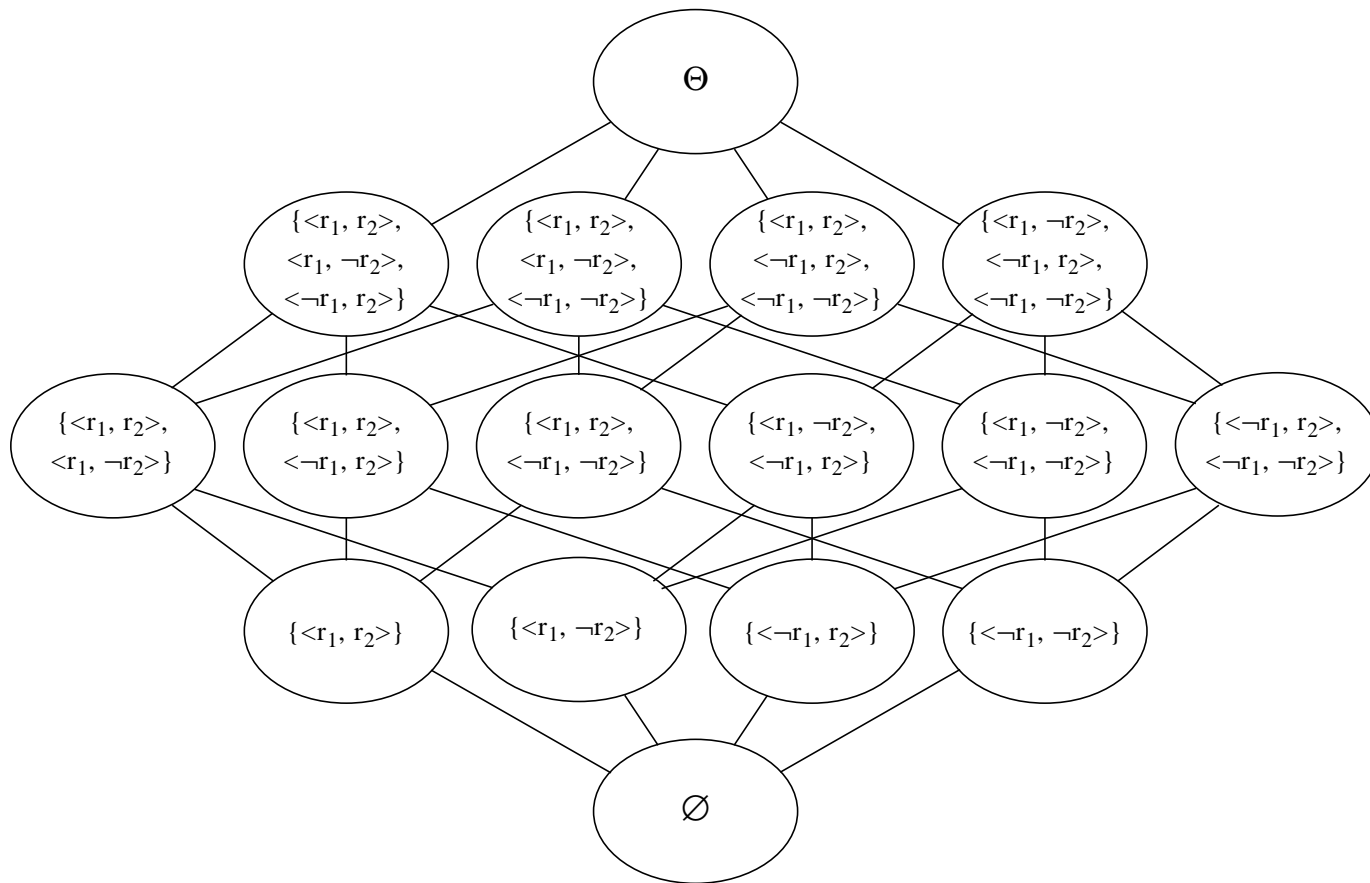 Θ
{<r₁, r₂>,
<r₁, ¬r₂>,
<¬r₁, r₂>}
{<r₁, r₂>,
<r₁, ¬r₂>,
<¬r₁, ¬r₂>}
{<r₁, r₂>,
<¬r₁, r₂>,
<¬r₁, ¬r₂>}
{<r₁, ¬r₂>,
<¬r₁, r₂>,
<¬r₁, ¬r₂>}
{<r₁, r₂>,
<r₁, ¬r₂>}
{<r₁, r₂>,
<¬r₁, r₂>}
{<r₁, r₂>,
<¬r₁, ¬r₂>}
{<r₁, ¬r₂>,
<¬r₁, r₂>}
{<r₁, ¬r₂>,
<¬r₁, ¬r₂>}
{<¬r₁, r₂>,
<¬r₁, ¬r₂>}
{<r₁, r₂>}
{<r₁, ¬r₂>}
{<¬r₁, r₂>}
{<¬r₁, ¬r₂>}
∅